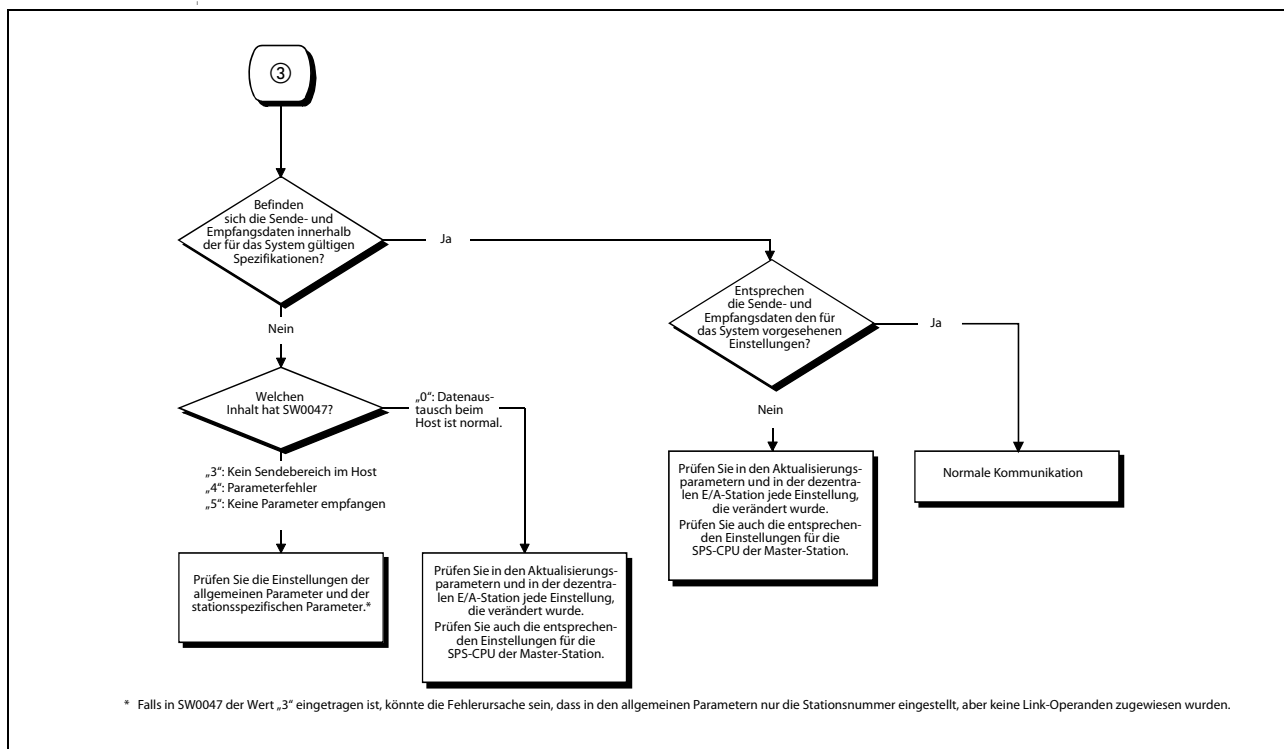 ③
Befinden
sich die Sende- und
Empfangsdaten innerhalb
der für das System gültigen
Spezifikationen?
Ja
Entsprechen
die Sende- und
Empfangsdaten den für
das System vorgesehenen
Einstellungen?
Ja
Nein
Nein
Welchen
Inhalt hat SW0047?
„0“: Datenaus-
tausch beim
Host ist normal.
„3“: Kein Sendebereich im Host
„4“: Parameterfehler
„5“: Keine Parameter empfangen
Prüfen Sie in den Aktualisierungs-
parametern und in der dezentra-
len E/A-Station jede Einstellung,
die verändert wurde.
Prüfen Sie auch die entsprechen-
den Einstellungen für die
SPS-CPU der Master-Station.
Normale Kommunikation
Prüfen Sie die Einstellungen der
allgemeinen Parameter und der
stationsspezifischen Parameter.*
Prüfen Sie in den Aktualisierungs-
parametern und in der dezentra-
len E/A-Station jede Einstellung,
die verändert wurde.
Prüfen Sie auch die entsprechen-
den Einstellungen für die
SPS-CPU der Master-Station.
* Falls in SW0047 der Wert „3“ eingetragen ist, könnte die Fehlerursache sein, dass in den allgemeinen Parametern nur die Stationsnummer eingestellt, aber keine Link-Operanden zugewiesen wurden.